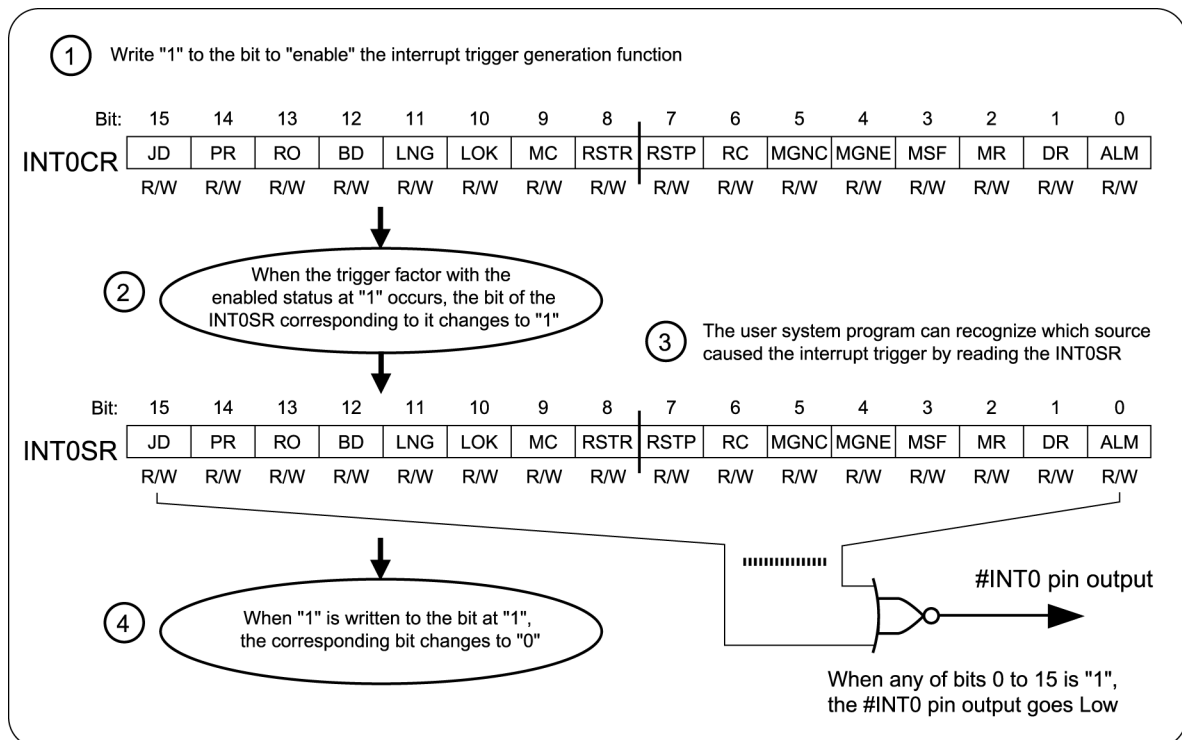 1 Write "1" to the bit to "enable" the interrupt trigger generation function
Bit: 15 14 13 12 11 10 9 8 7 6 5 4 3 2 1 0
INT0CR JD PR RO BD LNG LOK MC RSTR RSTP RC MGNC MGNE MSF MR DR ALM
R/W R/W R/W R/W R/W R/W R/W R/W R/W R/W R/W R/W R/W R/W R/W R/W
2 When the trigger factor with the
enabled status at "1" occurs, the bit of the
INT0SR corresponding to it changes to "1"
3 The user system program can recognize which source
caused the interrupt trigger by reading the INT0SR
Bit: 15 14 13 12 11 10 9 8 7 6 5 4 3 2 1 0
INT0SR JD PR RO BD LNG LOK MC RSTR RSTP RC MGNC MGNE MSF MR DR ALM
R/W R/W R/W R/W R/W R/W R/W R/W R/W R/W R/W R/W R/W R/W R/W R/W
4 When "1" is written to the bit at "1",
the corresponding bit changes to "0"
#INT0 pin output
When any of bits 0 to 15 is "1",
the #INT0 pin output goes Low